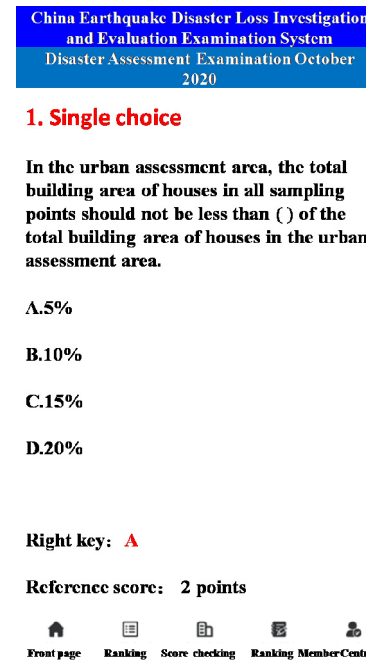 China Earthquake Disaster Loss Investigation
and Evaluation Examination System
Disaster Assessment Examination October
2020
1. Single choice
In the urban assessment area, the total
building area of houses in all sampling
points should not be less than ( ) of the
total building area of houses in the urban
assessment area.
A.5%
B.10%
C.15%
D.20%
Right key: A
Reference score: 2 points
Front page Ranking Score checking Ranking Member Cent